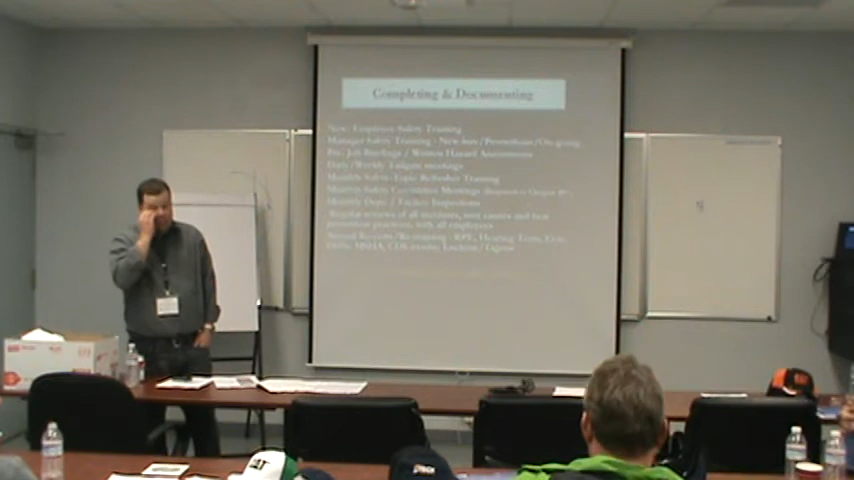 Completing & Documenting
New Employee Safety Training
Manager Safety Training - New hire / Promotion / On-going
Pre-Job Briefings / Written Hazard Assessments
Daily/Weekly Tailgate meetings
Monthly Safety Topic Refresher Training
Monthly Safety Committee Meetings
Monthly Dept / Facility Inspections
Regular reviews of all incidents, root causes and best
prevention practices, with all employees
Annual Review/Re-training
CAT